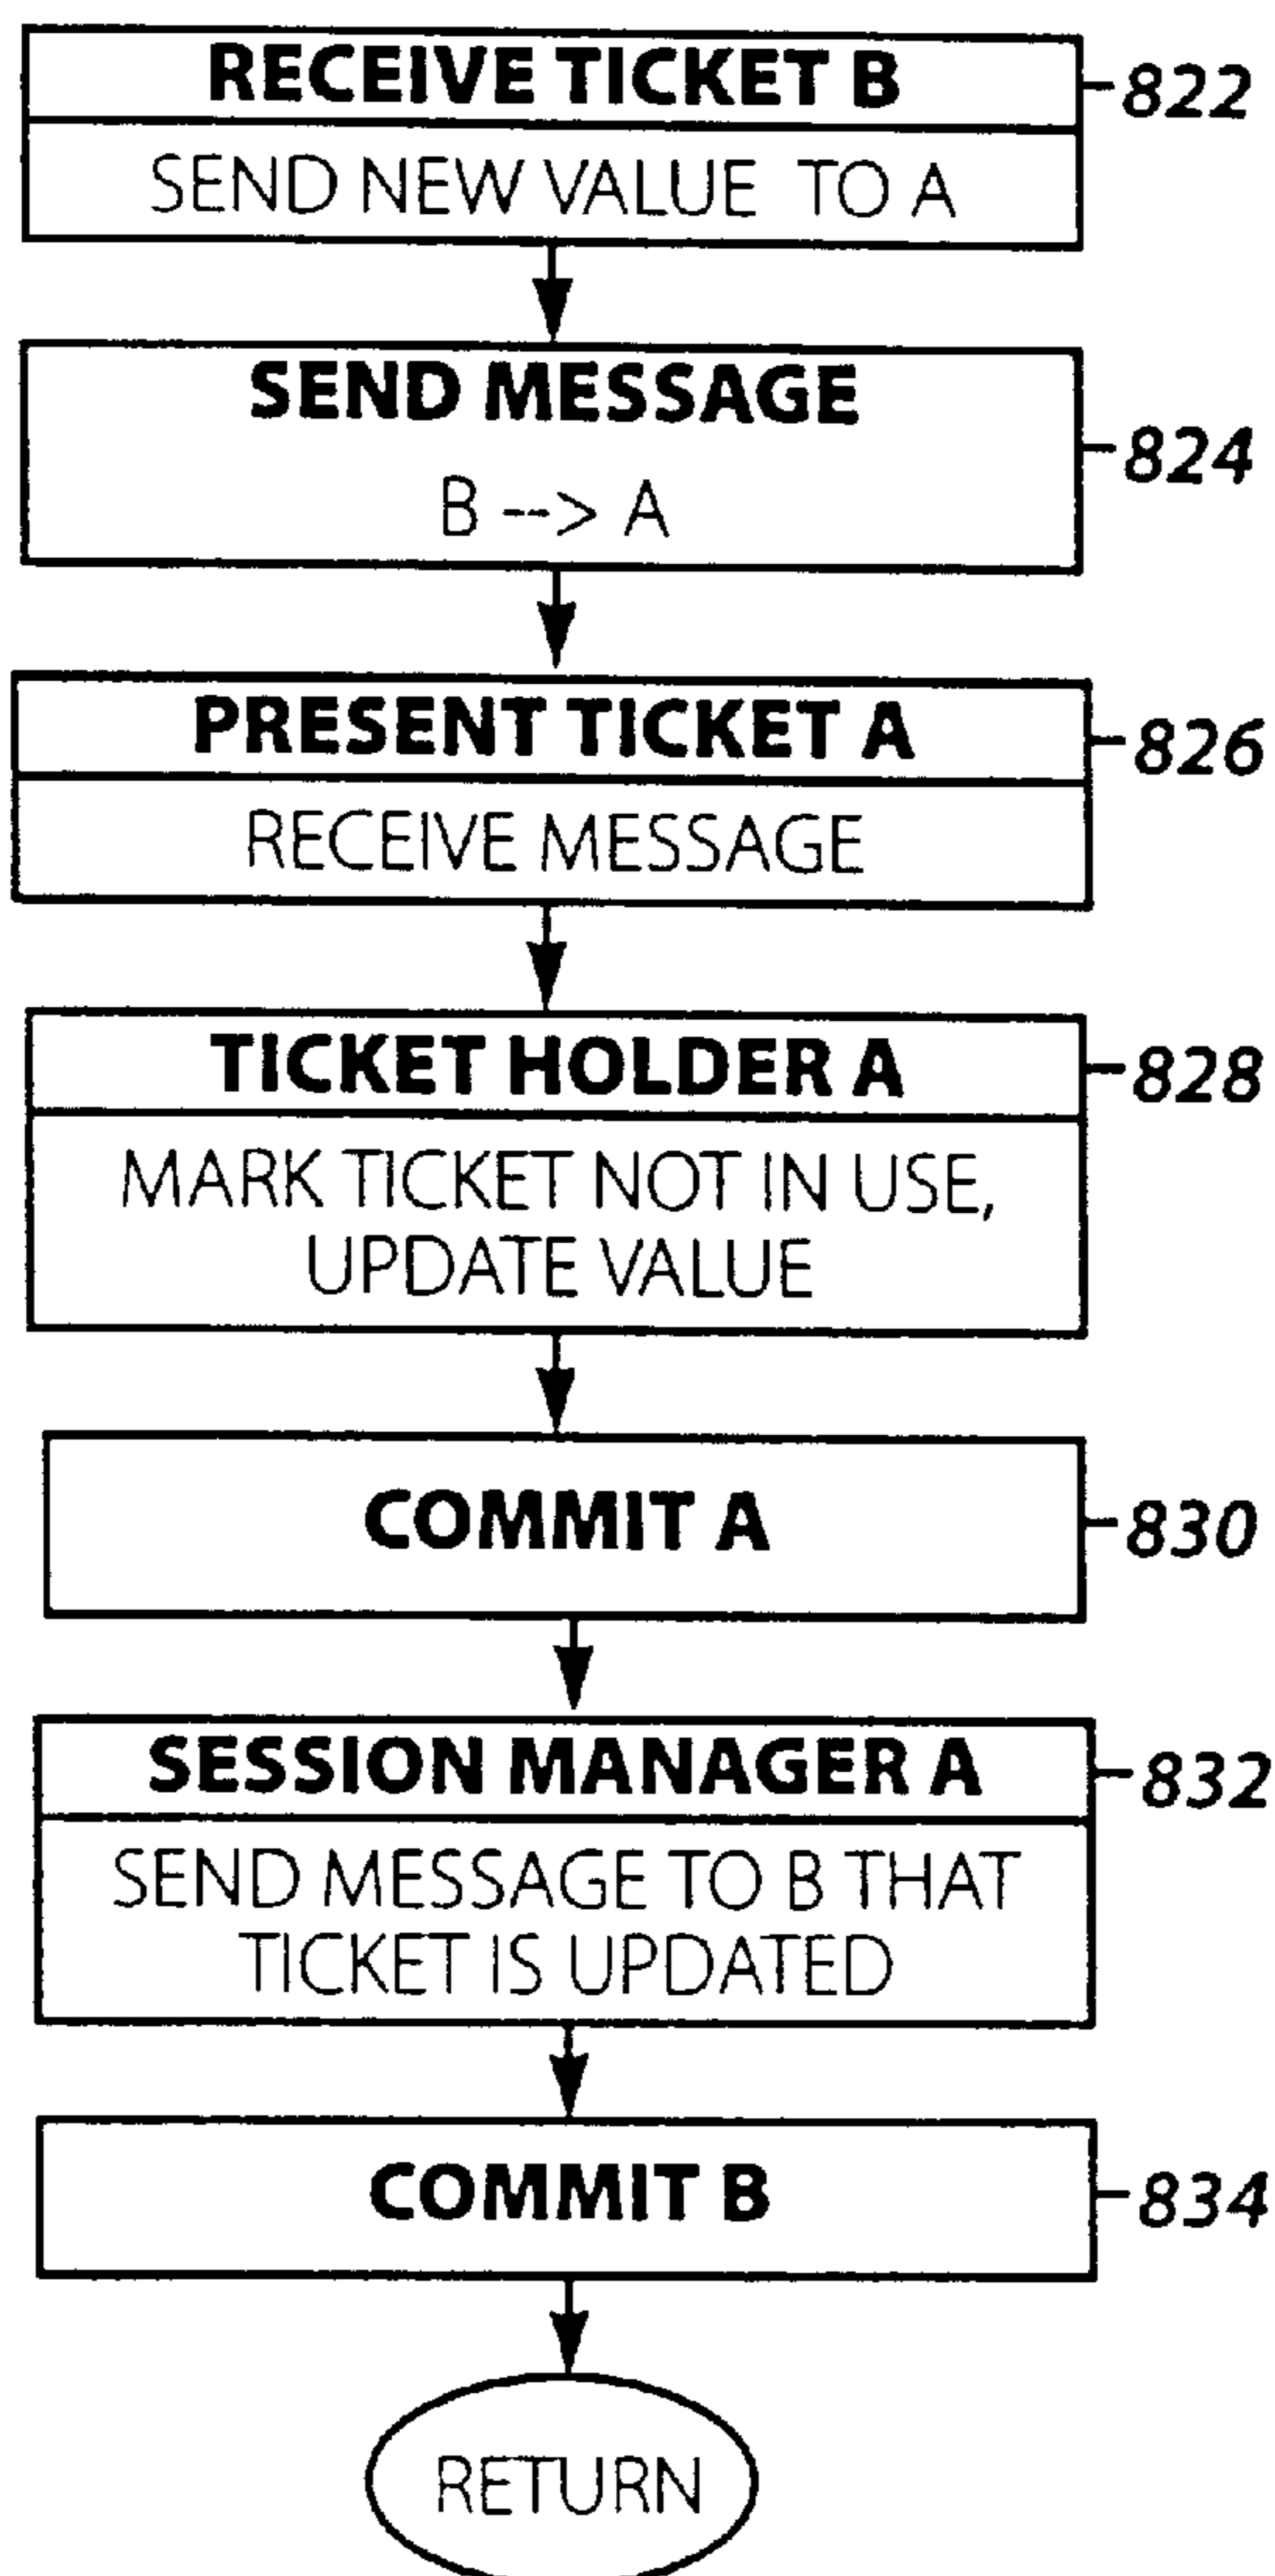 RECEIVE TICKET B
822
SEND NEW VALUE TO A
SEND MESSAGE
824
B --> A
PRESENT TICKET A
826
RECEIVE MESSAGE
TICKET HOLDER A
828
MARK TICKET NOT IN USE,
UPDATE VALUE
COMMIT A
830
SESSION MANAGER A
832
SEND MESSAGE TO B THAT
TICKET IS UPDATED
COMMIT B
834
RETURN